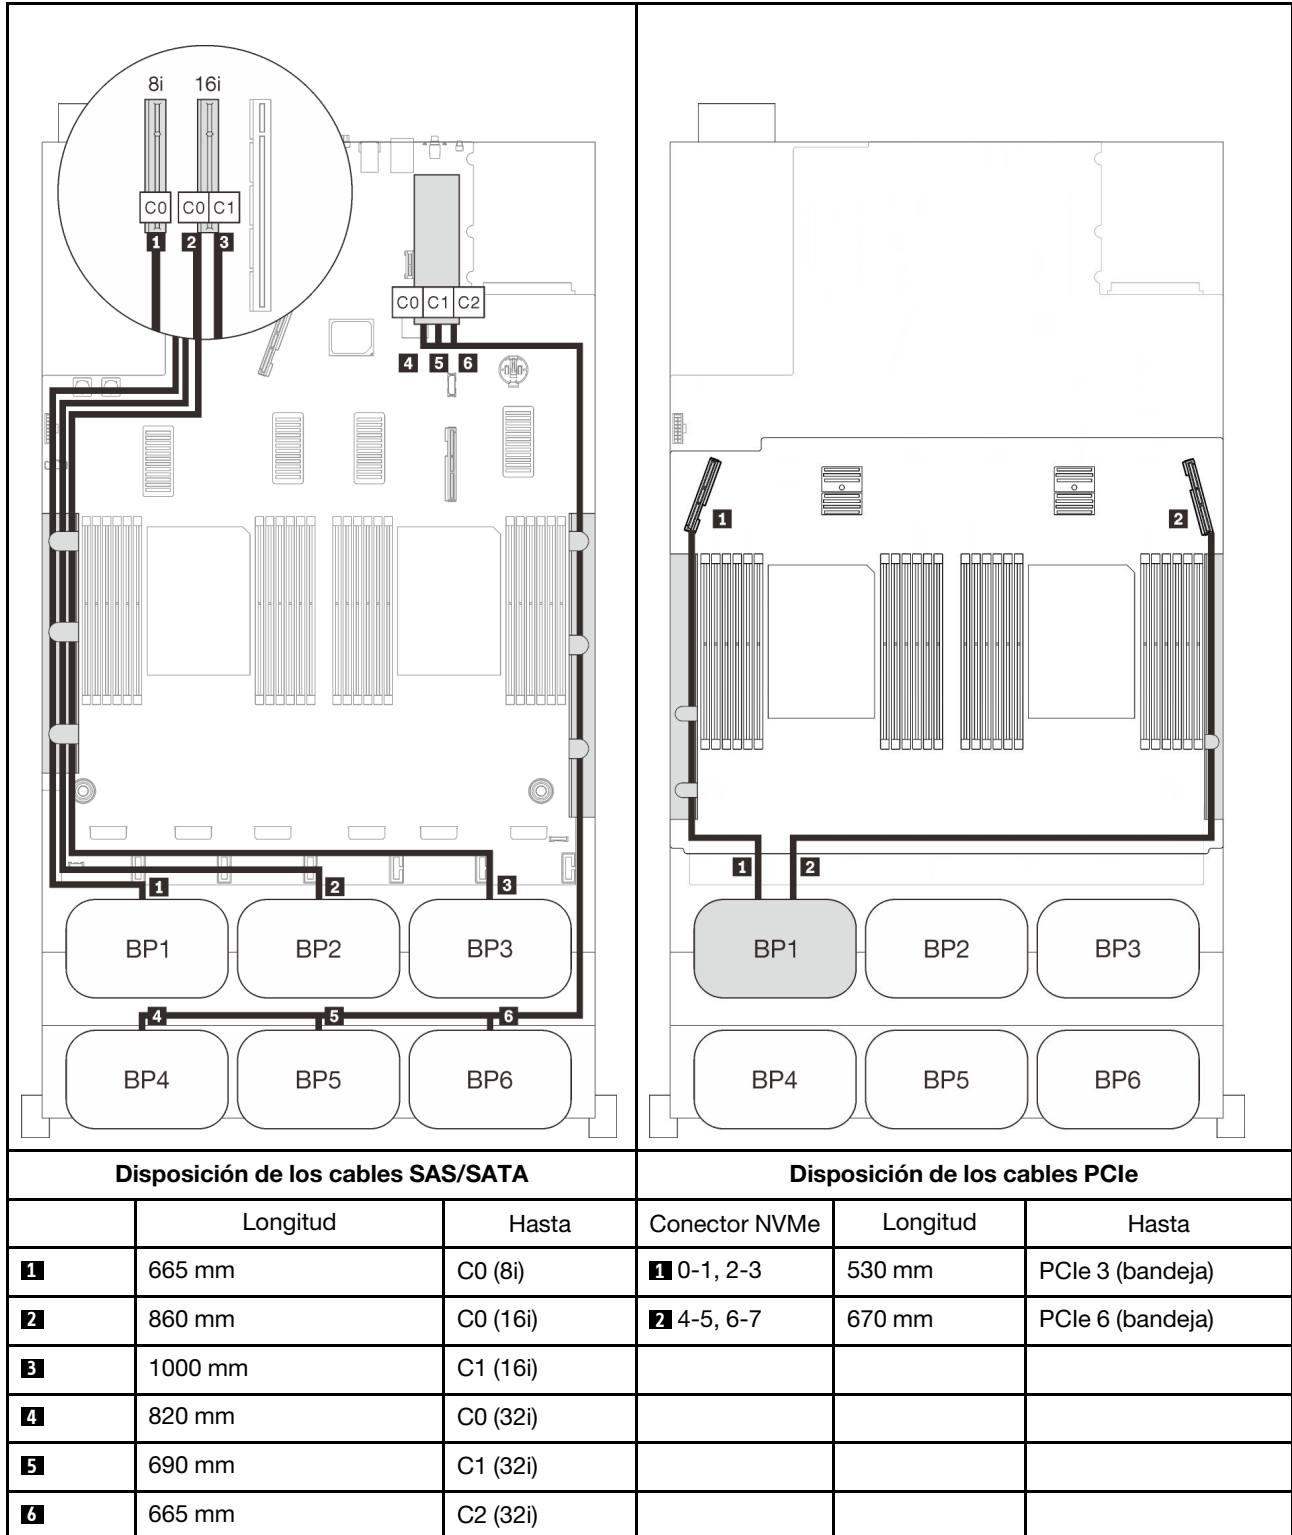 8i 16i
C0 C0 C1
1 2 3
C0 C1 C2
4 5 6
1 2 3
BP1 BP2 BP3
4 5 6
BP4 BP5 BP6
1 2
1 2
BP1 BP2 BP3
BP4 BP5 BP6
Disposición de los cables SAS/SATA Disposición de los cables PCIe
Longitud Hasta Conector NVMe Longitud Hasta
1 665 mm C0 (8i) 1 0-1, 2-3 530 mm PCIe 3 (bandeja)
2 860 mm C0 (16i) 2 4-5, 6-7 670 mm PCIe 6 (bandeja)
3 1000 mm C1 (16i)
4 820 mm C0 (32i)
5 690 mm C1 (32i)
6 665 mm C2 (32i)